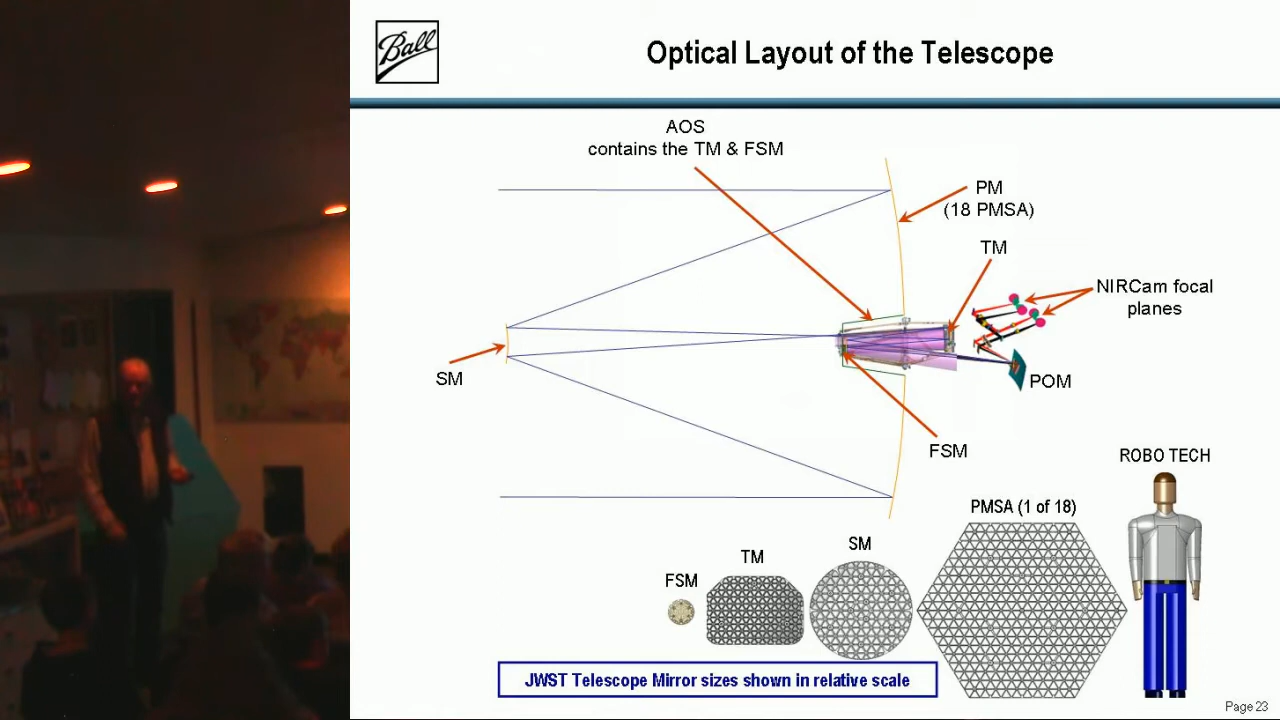 Ball
Optical Layout of the Telescope
AOS
contains the TM & FSM
PM
(18 PMSA)
TM
NIRCam focal
planes
SM
POM
FSM
ROBO TECH
PMSA (1 of 18)
SM
TM
FSM
JWST Telescope Mirror sizes shown in relative scale
Page 23